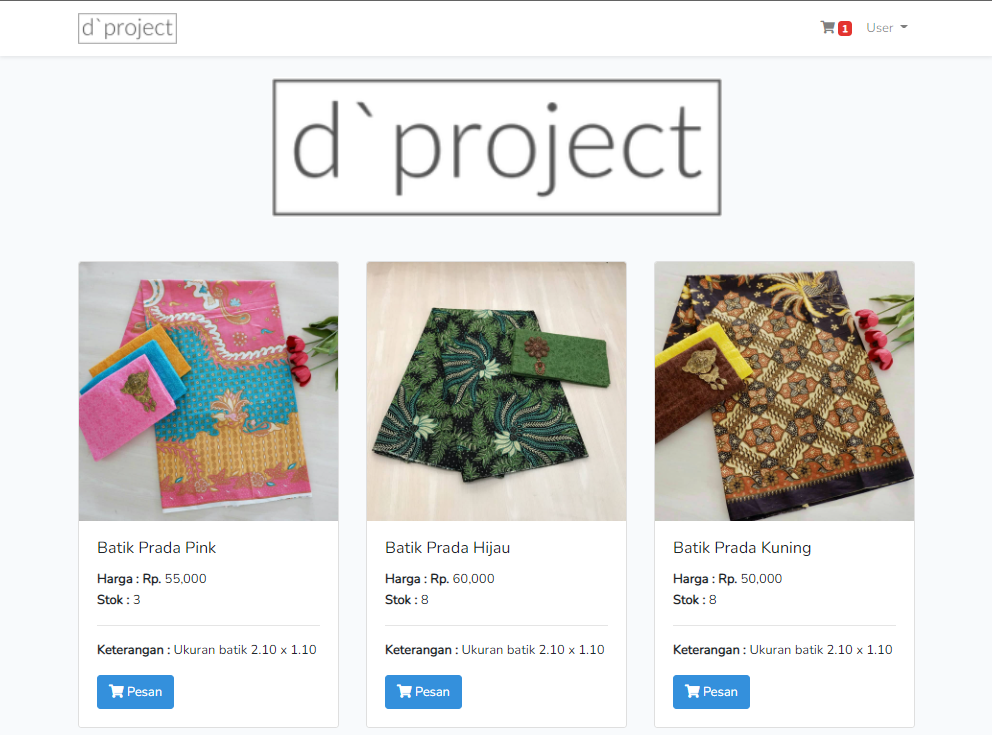 d`project
1 User
d`project
Batik Prada Pink
Harga : Rp. 55,000
Stok : 3
Keterangan : Ukuran batik 2.10 x 1.10
Pesan
Batik Prada Hijau
Harga : Rp. 60,000
Stok : 8
Keterangan : Ukuran batik 2.10 x 1.10
Pesan
Batik Prada Kuning
Harga : Rp. 50,000
Stok : 8
Keterangan : Ukuran batik 2.10 x 1.10
Pesan